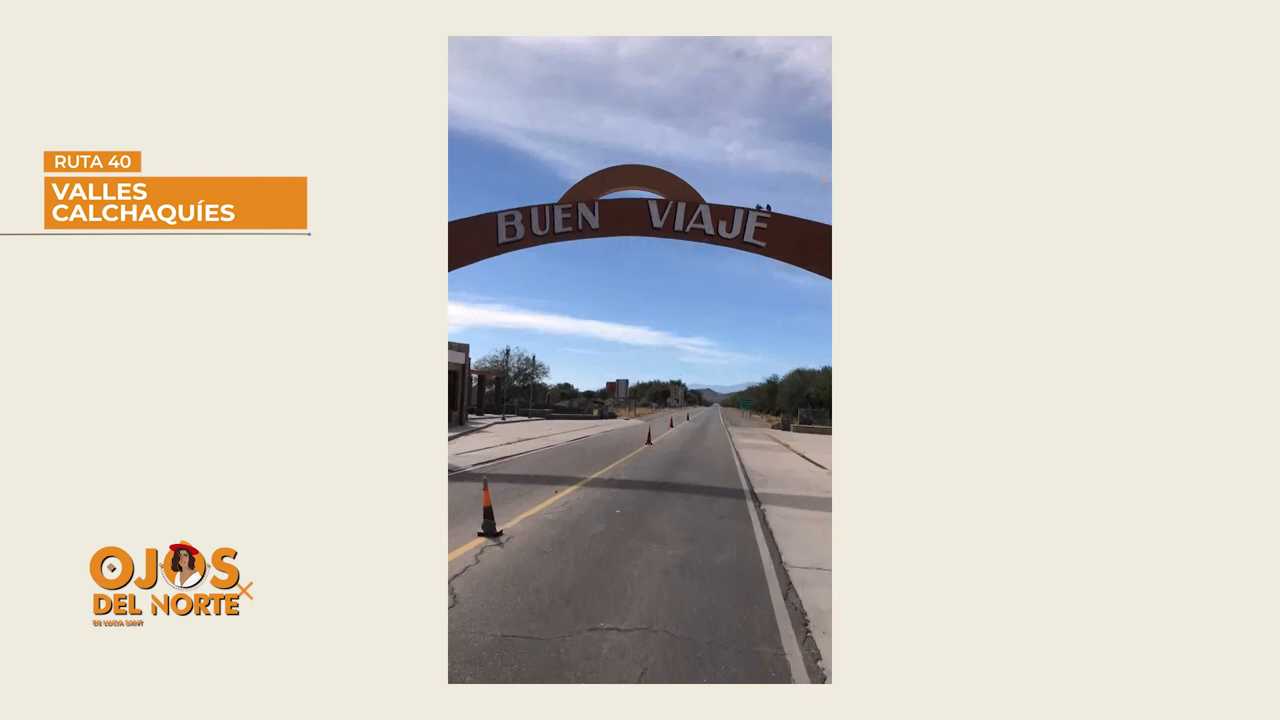 RUTA 40
VALLES
CALCHAQUÍES
BUEN VIAJE
OJOS
DEL NORTE